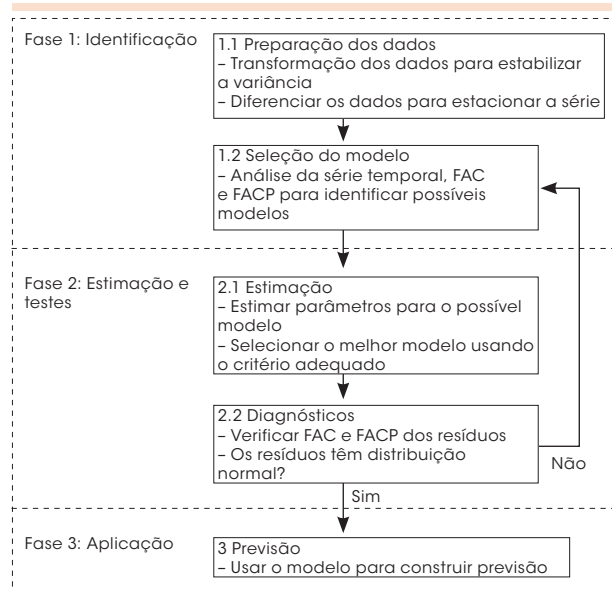 Fase 1: Identificação
1.1 Preparação dos dados
– Transformação dos dados para estabilizar
a variância
– Diferenciar os dados para estacionar a série
1.2 Seleção do modelo
– Análise da série temporal, FAC
e FACP para identificar possíveis
modelos
Fase 2: Estimação e
testes
2.1 Estimação
– Estimar parâmetros para o possível
modelo
– Selecionar o melhor modelo usando
o critério adequado
2.2 Diagnósticos
– Verificar FAC e FACP dos resíduos
– Os resíduos têm distribuição
normal?
Não
Sim
Fase 3: Aplicação
3 Previsão
– Usar o modelo para construir previsão